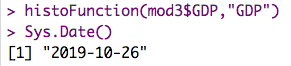 > histoFunction(mod3$GDP,"GDP")
> Sys.Date()
[1] "2019-10-26"